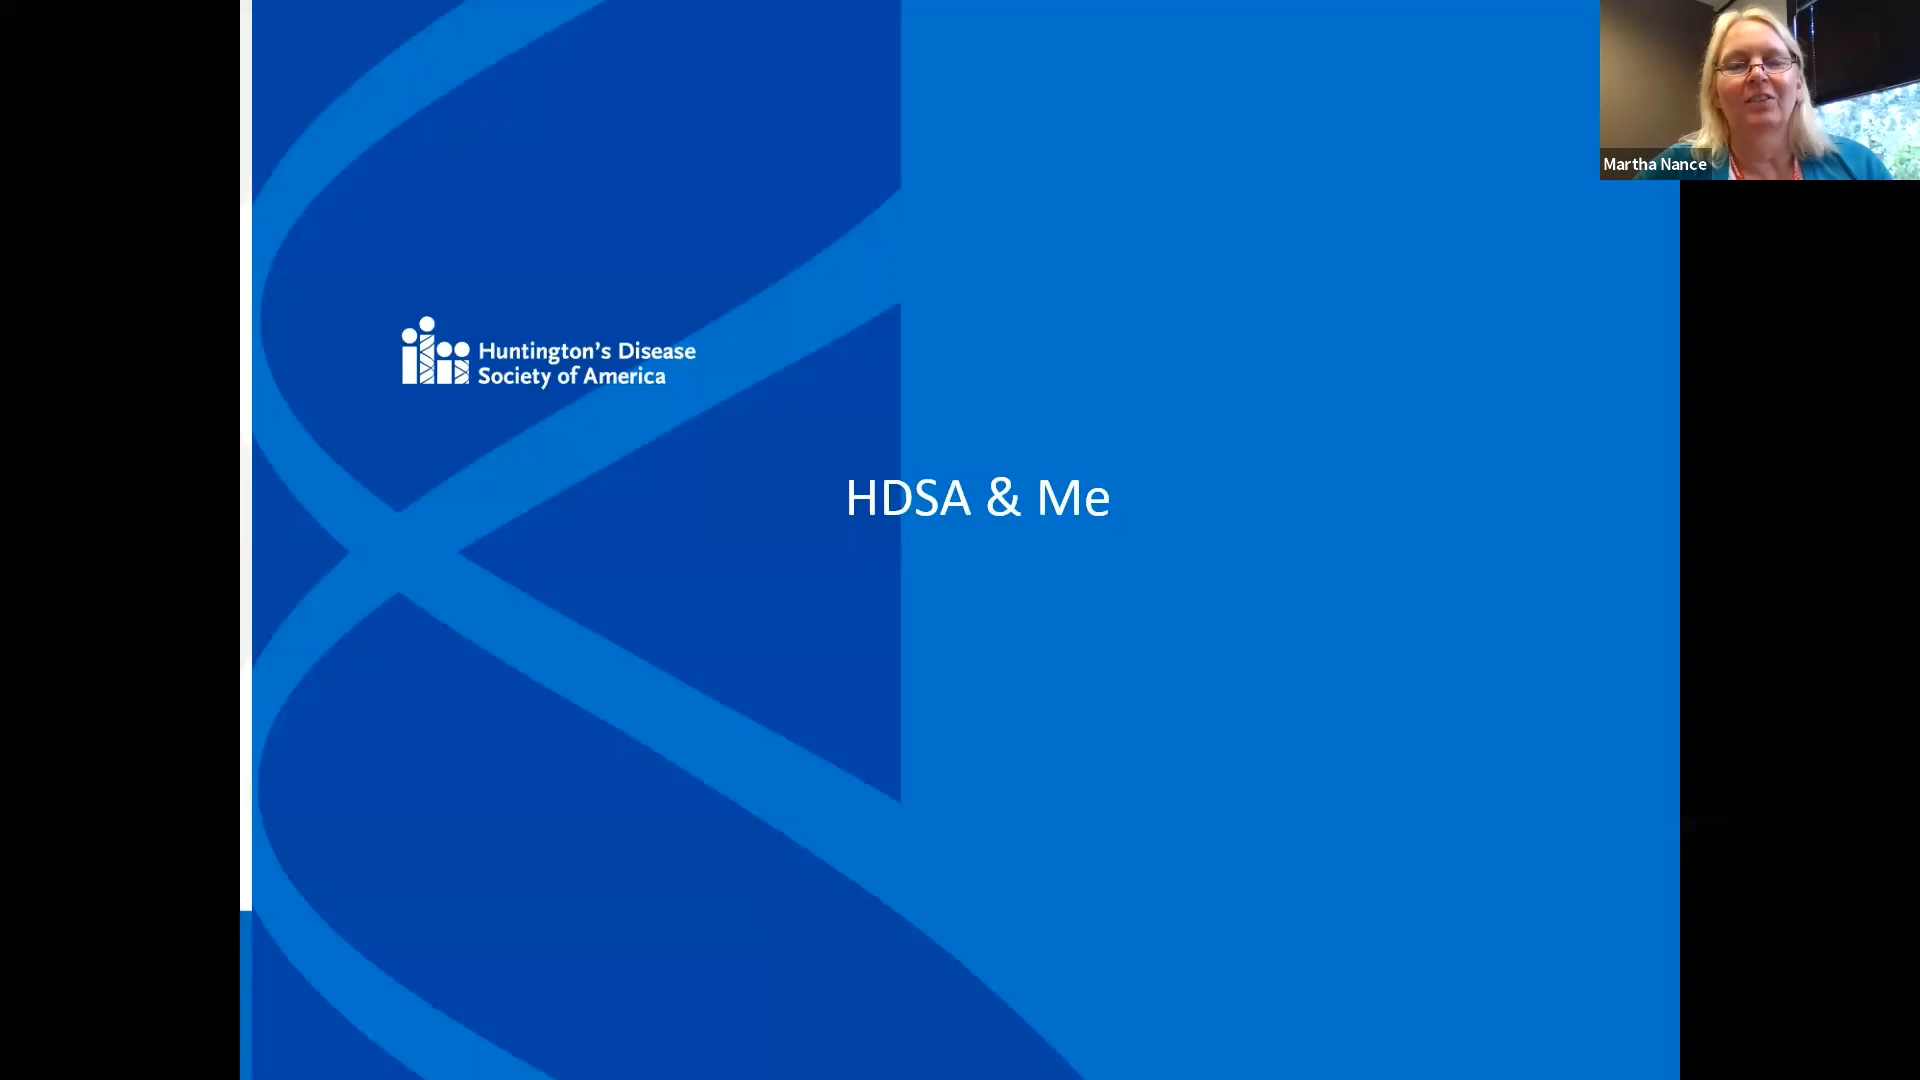 Martha Nance
Huntington's Disease
Society of America
HDSA & Me